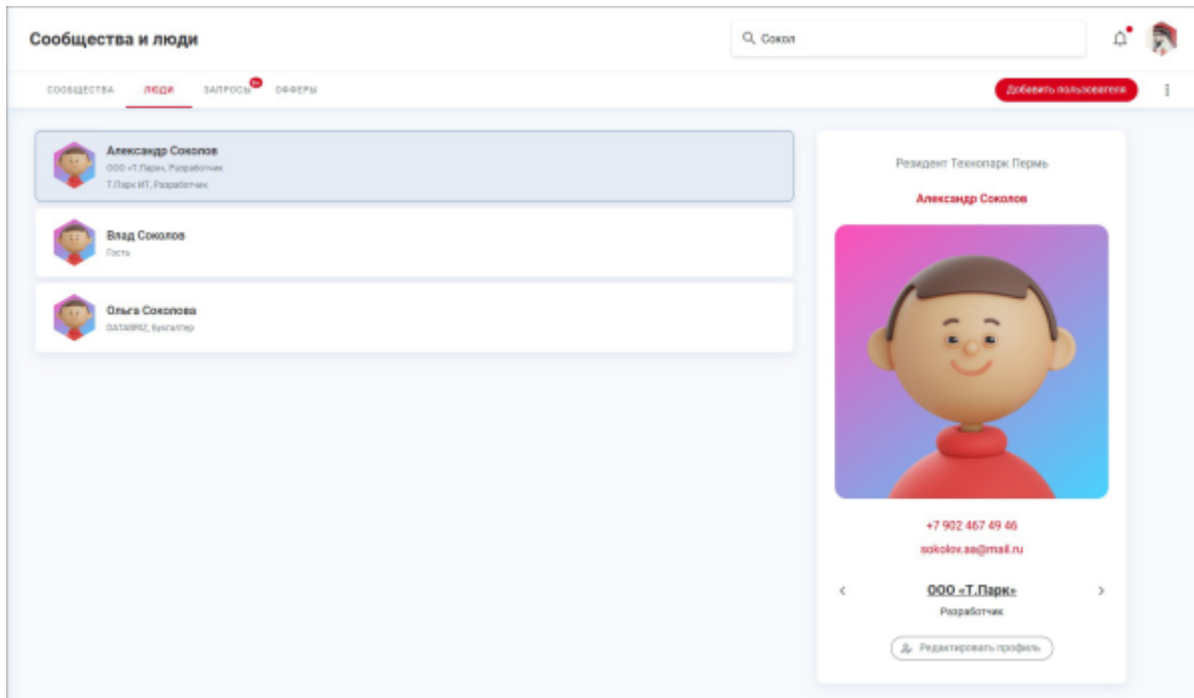 Сообщества и люди
Сокол
СООБЩЕСТВА ЛЮДИ ЗАПРОСЫ ОФФЕРЫ
Добавить пользователя
Александр Соколов
ООО «Т.Парк», Разработчик
Т.Парк ИТ, Разработчик
Влад Соколов
Гость
Ольга Соколова
DATABRIZ, Бухгалтер
Резидент Технопарк Пермь
Александр Соколов
+7 902 467 49 46
sokolov.aa@mail.ru
ООО «Т.Парк»
Разработчик
Редактировать профиль